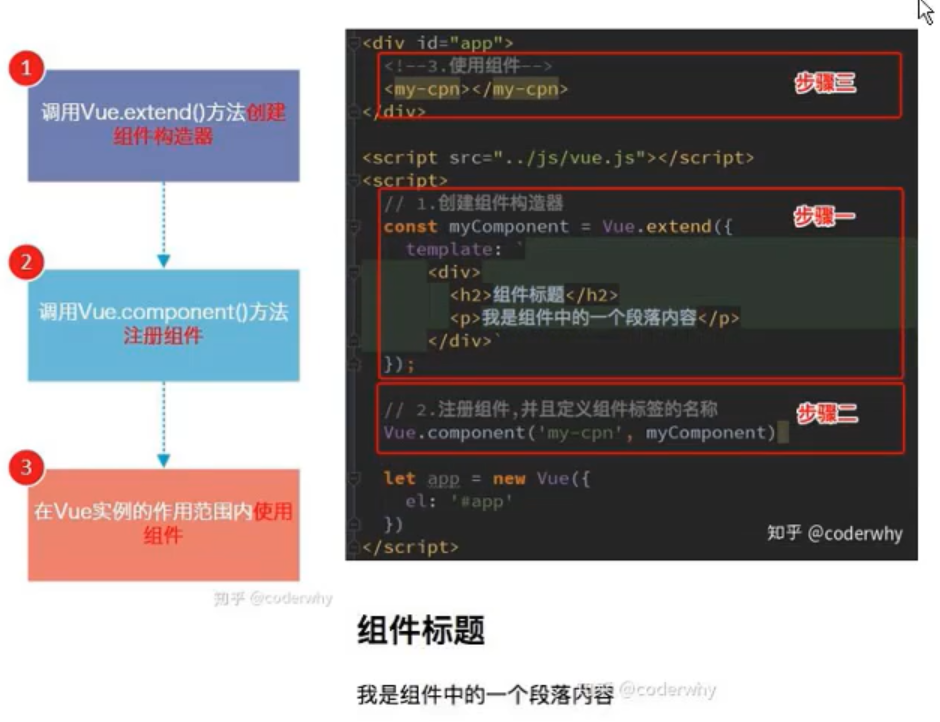 1
调用Vue.extend()方法创建
组件构造器
2
调用Vue.component()方法
注册组件
3
在Vue实例的作用范围内使用
组件
知乎 @coderwhy
<div id="app">
<!--3.使用组件-->
<my-cpn></my-cpn>
</div>
步骤三
<script src="../js/vue.js"></script>
<script>
// 1.创建组件构造器
const myComponent = Vue.extend({
template: `
<div>
<h2>组件标题</h2>
<p>我是组件中的一个段落内容</p>
</div>`
});
步骤一
// 2.注册组件,并且定义组件标签的名称
Vue.component('my-cpn', myComponent)
步骤二
let app = new Vue({
el: '#app'
})
</script>
知乎 @coderwhy
组件标题
我是组件中的一个段落内容
知乎 @coderwhy